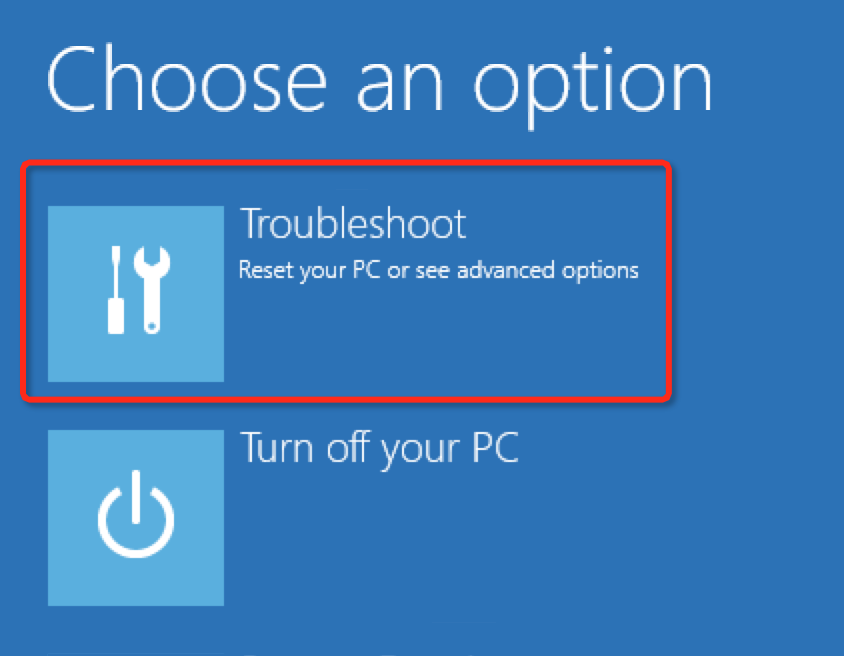 Choose an option
Troubleshoot
Reset your PC or see advanced options
Turn off your PC